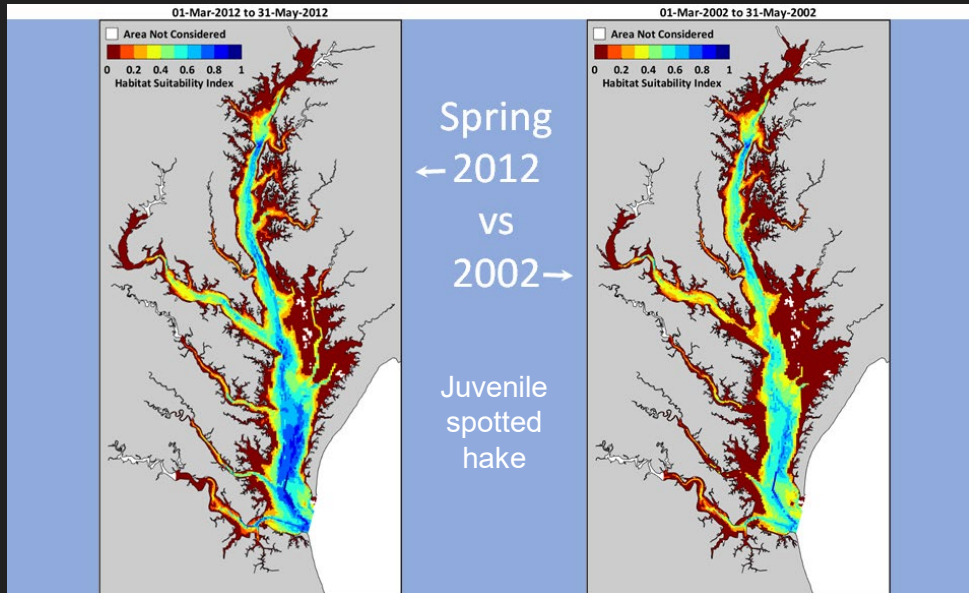 01-Mar-2012 to 31-May-2012
Area Not Considered
0 0.2 0.4 0.6 0.8 1
Habitat Suitability Index
Spring
←2012
vs
2002→
Juvenile
spotted
hake
01-Mar-2002 to 31-May-2002
Area Not Considered
0 0.2 0.4 0.6 0.8 1
Habitat Suitability Index